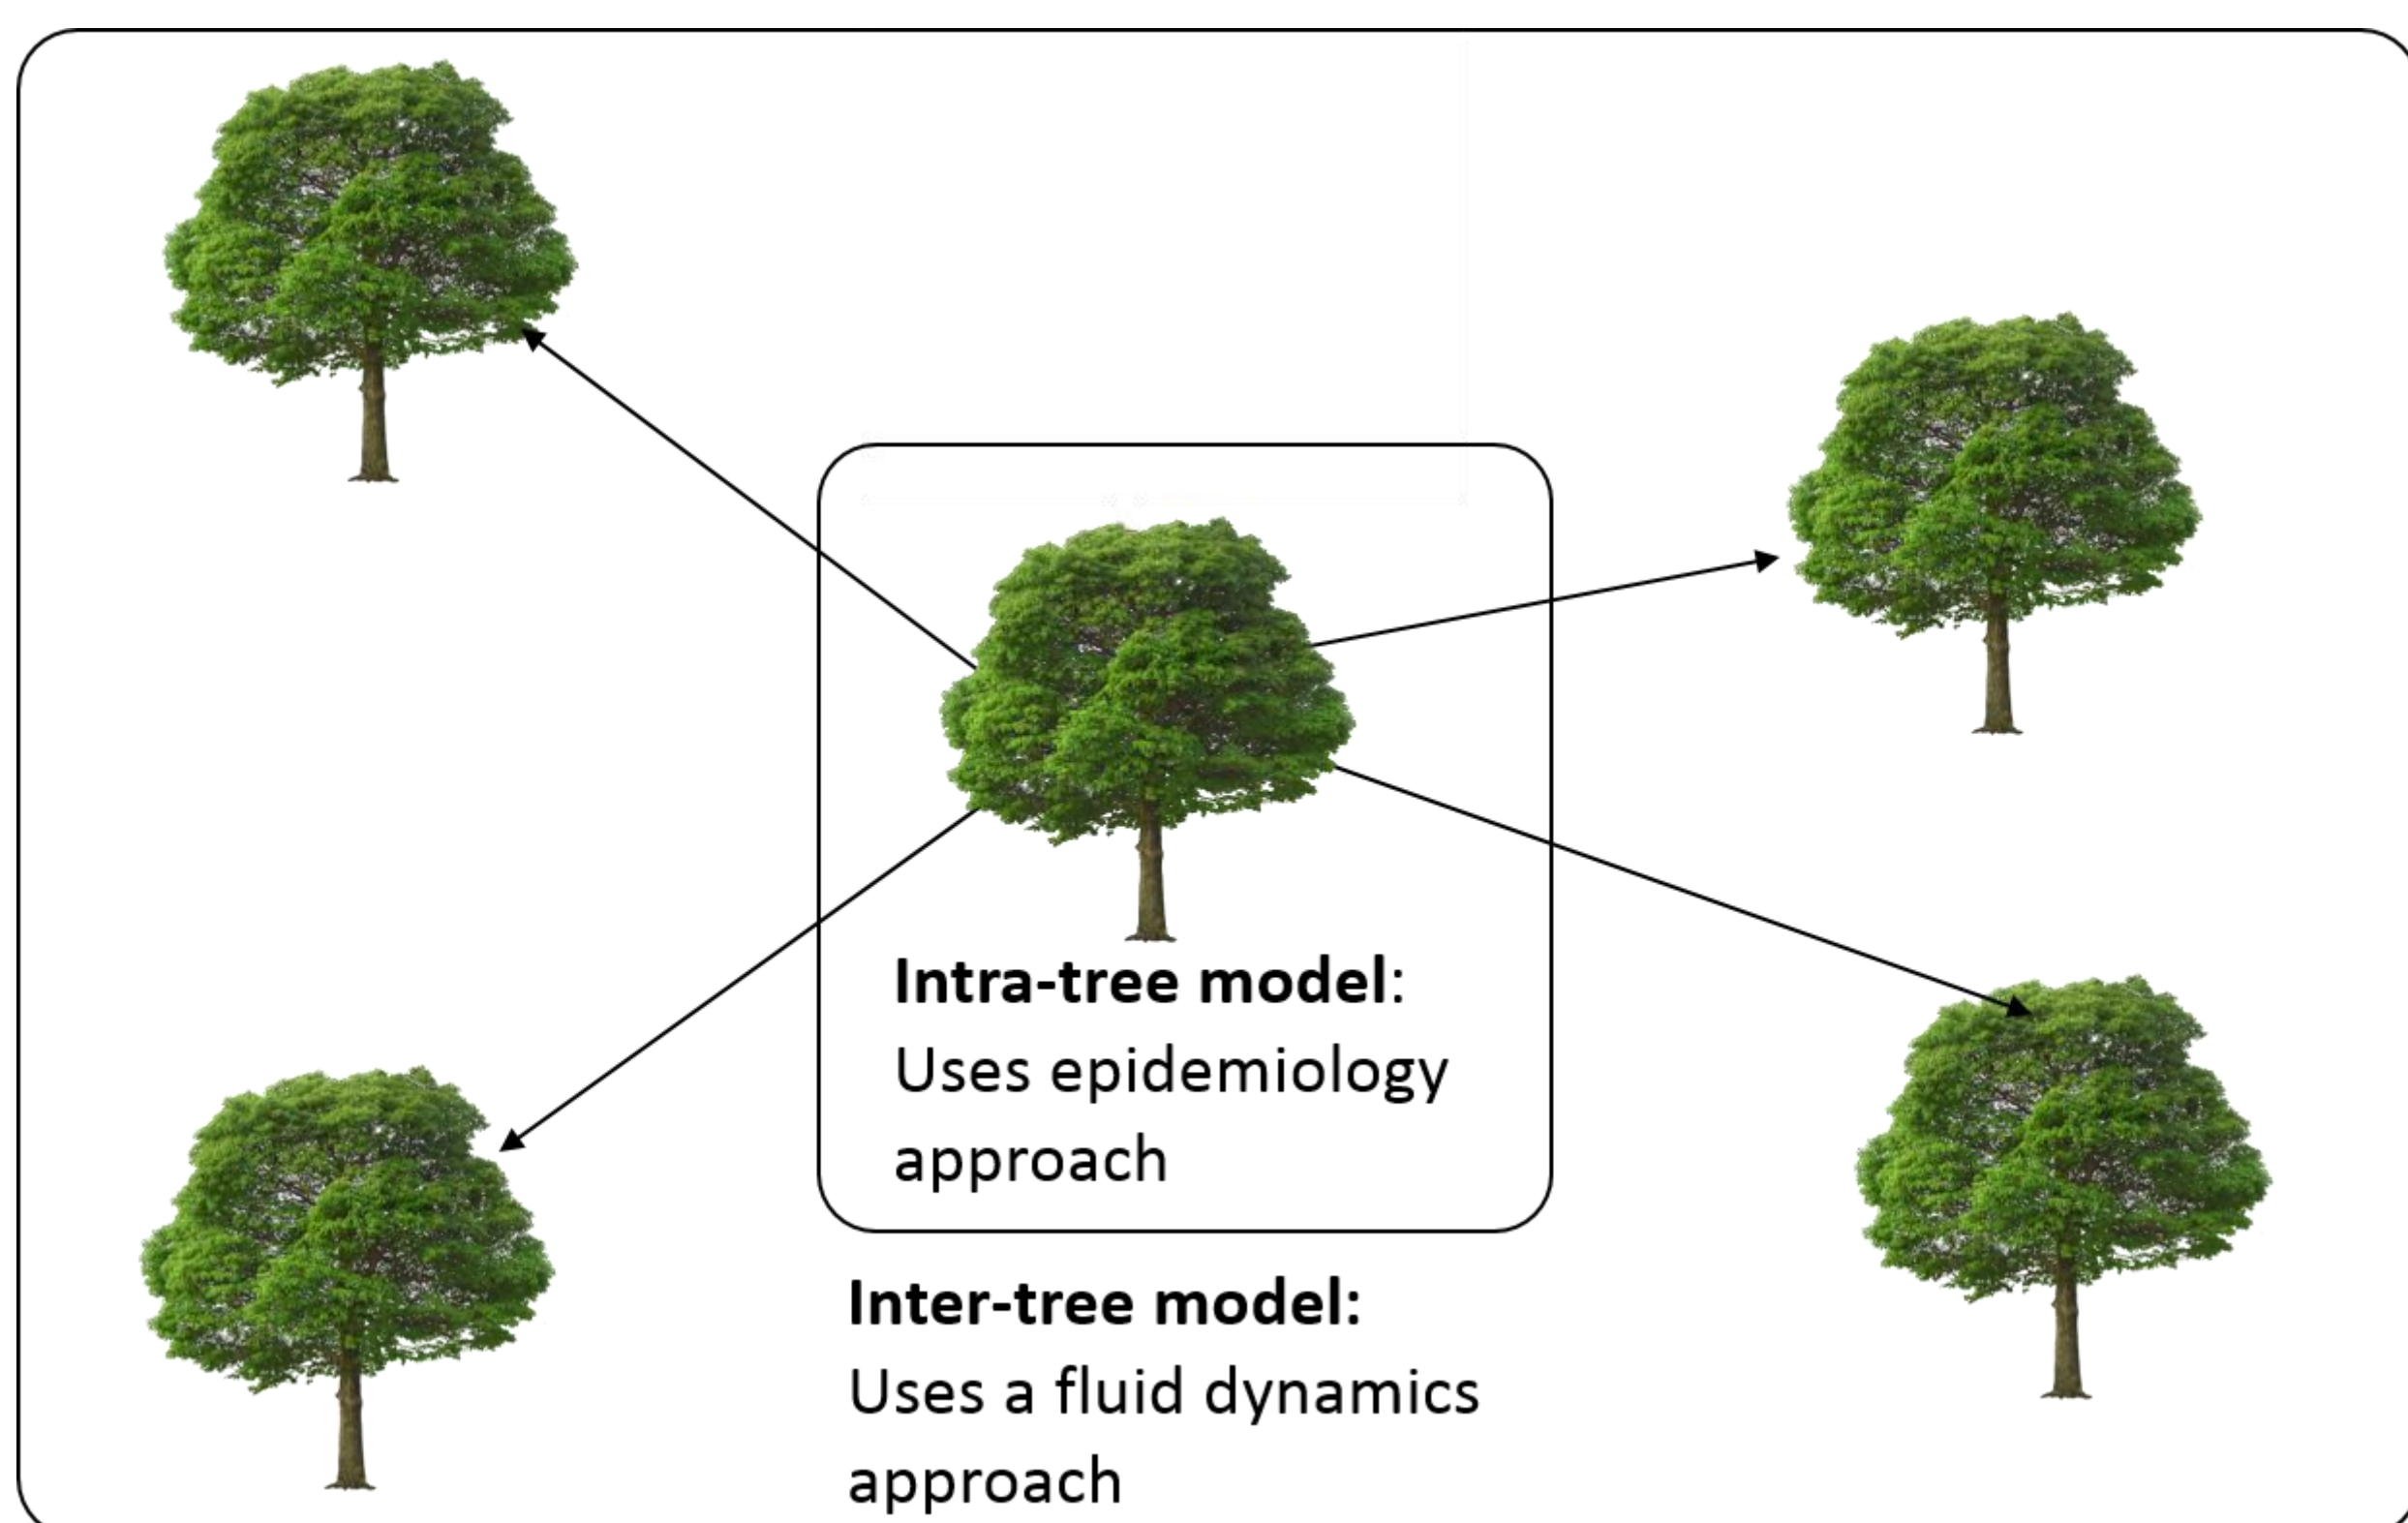 Intra-tree model:
Uses epidemiology
approach
Inter-tree model:
Uses a fluid dynamics
approach